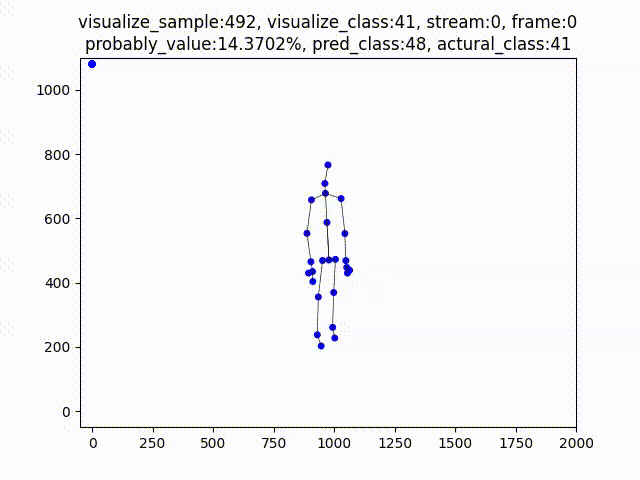 visualize_sample:492, visualize_class:41, stream:0, frame:0
probably_value:14.3702%, pred_class:48, actural_class:41
1000
800
600
400
200
0
0 250 500 750 1000 1250 1500 1750 2000